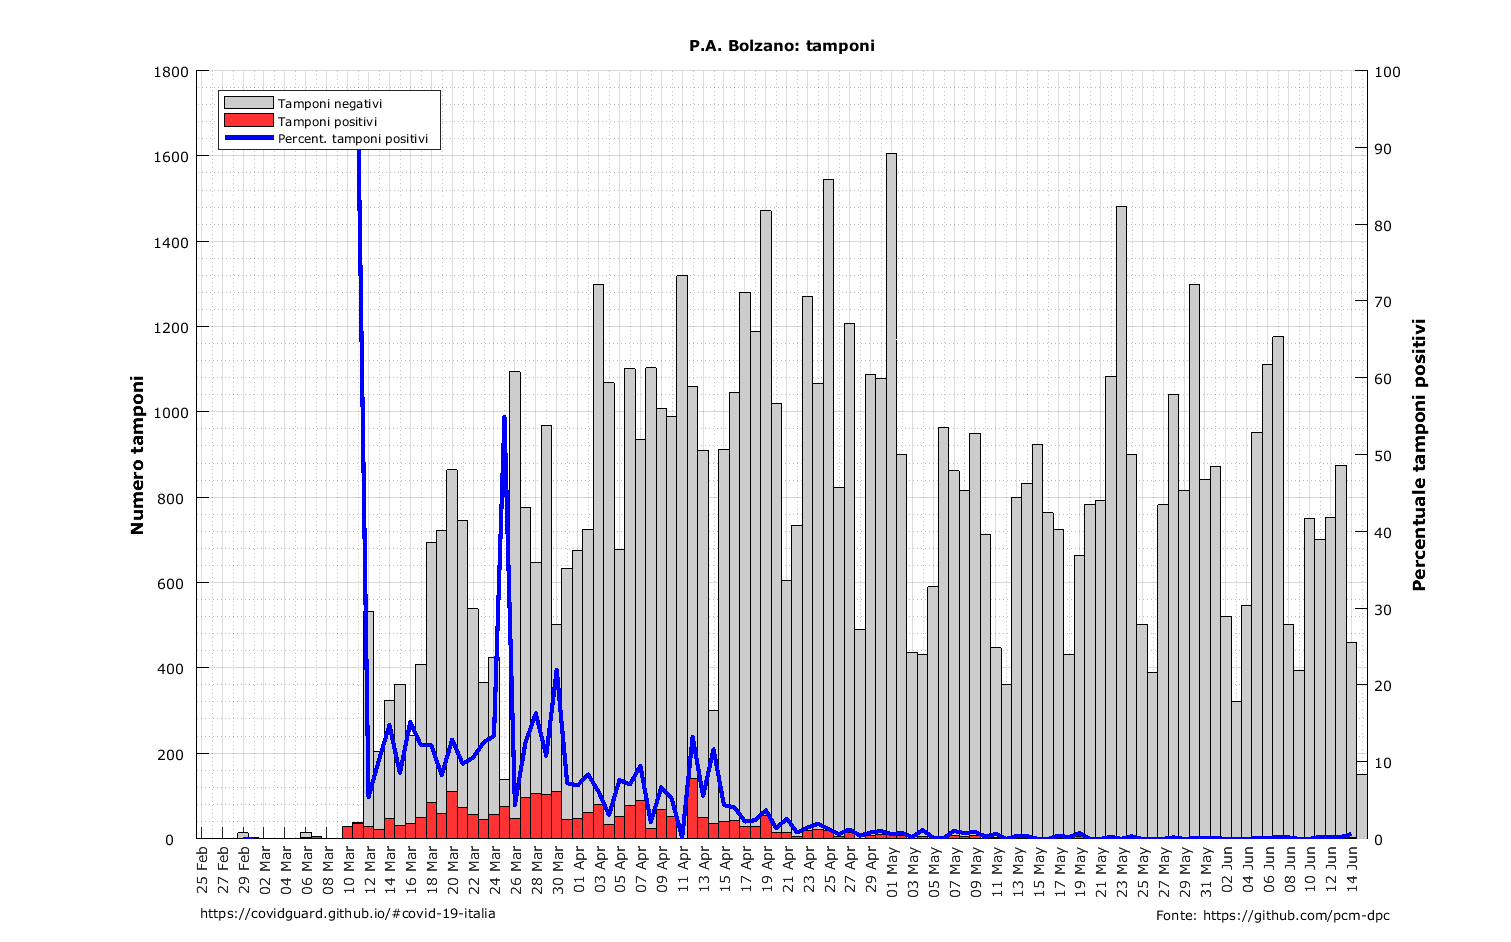 P.A. Bolzano: tamponi
Tamponi negativi
Tamponi positivi
Percent. tamponi positivi
Numero tamponi
1800
1600
1400
1200
1000
800
600
400
200
0
Percentuale tamponi positivi
100
90
80
70
60
50
40
30
20
10
0
25 Feb
27 Feb
29 Feb
02 Mar
04 Mar
06 Mar
08 Mar
10 Mar
12 Mar
14 Mar
16 Mar
18 Mar
20 Mar
22 Mar
24 Mar
26 Mar
28 Mar
30 Mar
01 Apr
03 Apr
05 Apr
07 Apr
09 Apr
11 Apr
13 Apr
15 Apr
17 Apr
19 Apr
21 Apr
23 Apr
25 Apr
27 Apr
29 Apr
01 May
03 May
05 May
07 May
09 May
11 May
13 May
15 May
17 May
19 May
21 May
23 May
25 May
27 May
29 May
31 May
02 Jun
04 Jun
06 Jun
08 Jun
10 Jun
12 Jun
14 Jun
https://covidguard.github.io/#covid-19-italia
Fonte: https://github.com/pcm-dpc